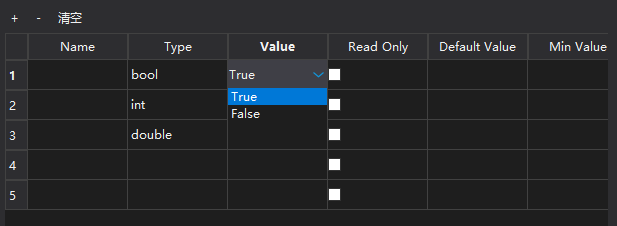 + - 清空
Name Type Value Read Only Default Value Min Value
1 bool True
True
2 int
False
3 double
4
5